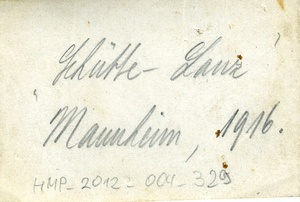 "Schütte-Lanz"
Mannheim, 1916.
HMP-2012-004-329